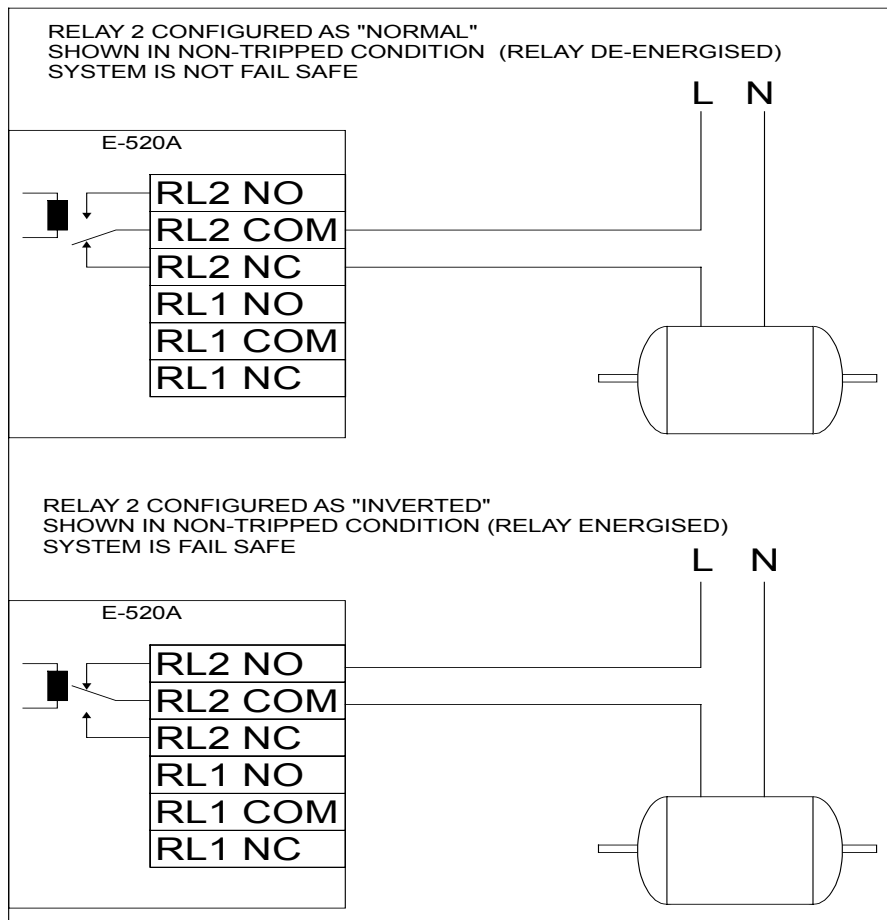 RELAY 2 CONFIGURED AS "NORMAL"
SHOWN IN NON-TRIPPED CONDITION (RELAY DE-ENERGISED)
SYSTEM IS NOT FAIL SAFE
L N
E-520A
RL2 NO
RL2 COM
RL2 NC
RL1 NO
RL1 COM
RL1 NC
RELAY 2 CONFIGURED AS "INVERTED"
SHOWN IN NON-TRIPPED CONDITION (RELAY ENERGISED)
SYSTEM IS FAIL SAFE
L N
E-520A
RL2 NO
RL2 COM
RL2 NC
RL1 NO
RL1 COM
RL1 NC